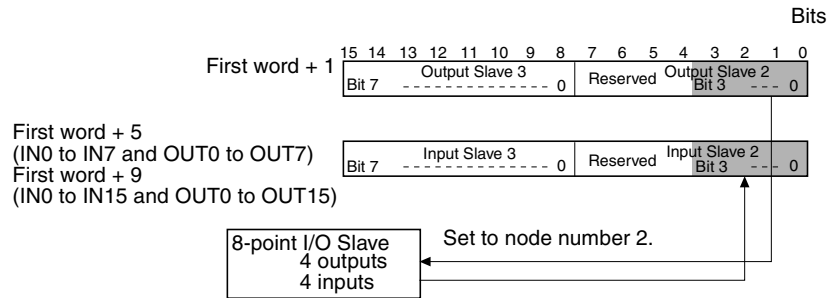 Bits
15 14 13 12 11 10 9 8 7 6 5 4 3 2 1 0
First word + 1
Output Slave 3
Output Slave 2
Bit 7 - - - - - - - - - - - - - - - - 0
Reserved
Bit 3 - - - 0
First word + 5
(IN0 to IN7 and OUT0 to OUT7)
First word + 9
(IN0 to IN15 and OUT0 to OUT15)
Input Slave 3
Input Slave 2
Bit 7 - - - - - - - - - - - - - - - - 0
Reserved
Bit 3 - - - 0
8-point I/O Slave
4 outputs
4 inputs
Set to node number 2.